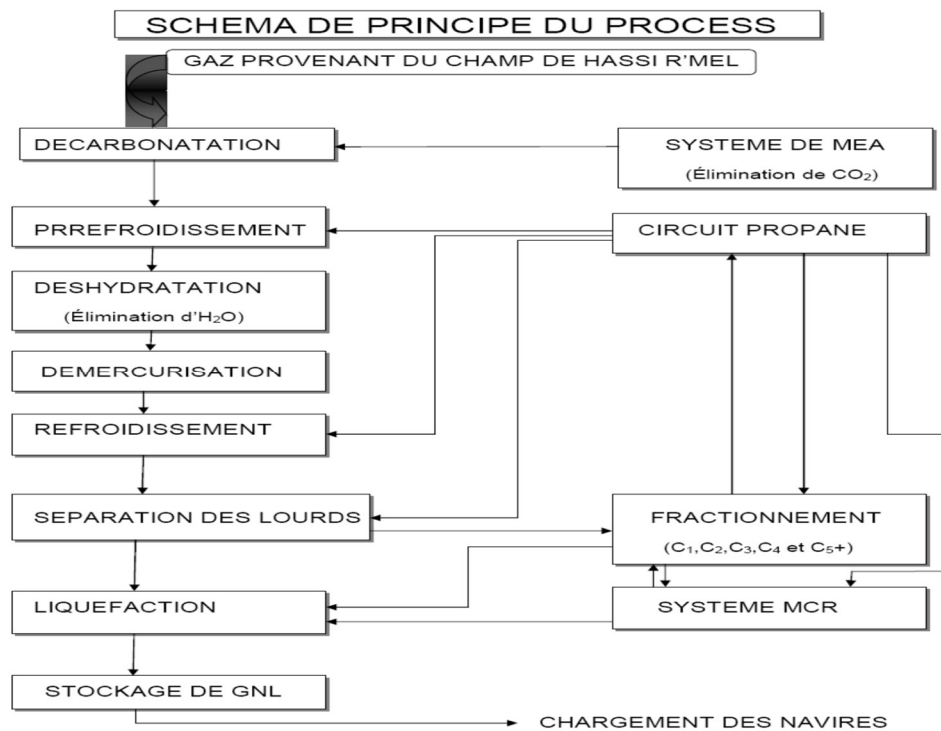 SCHEMA DE PRINCIPE DU PROCESS
GAZ PROVENANT DU CHAMP DE HASSI R'MEL
DECARBONATATION
SYSTEME DE MEA
(Élimination de CO₂)
PRREFROIDISSEMENT
CIRCUIT PROPANE
DESHYDRATATION
(Élimination d'H₂O)
DEMERCURISATION
REFROIDISSEMENT
SEPARATION DES LOURDS
FRACTIONNEMENT
(C₁,C₂,C₃,C₄ et C₅+)
LIQUEFACTION
SYSTEME MCR
STOCKAGE DE GNL
CHARGEMENT DES NAVIRES